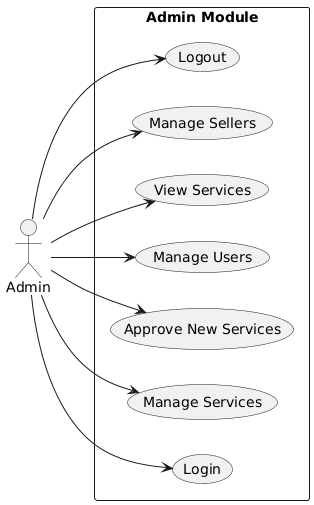 Admin Module
Logout
Manage Sellers
View Services
Manage Users
Admin
Approve New Services
Manage Services
Login